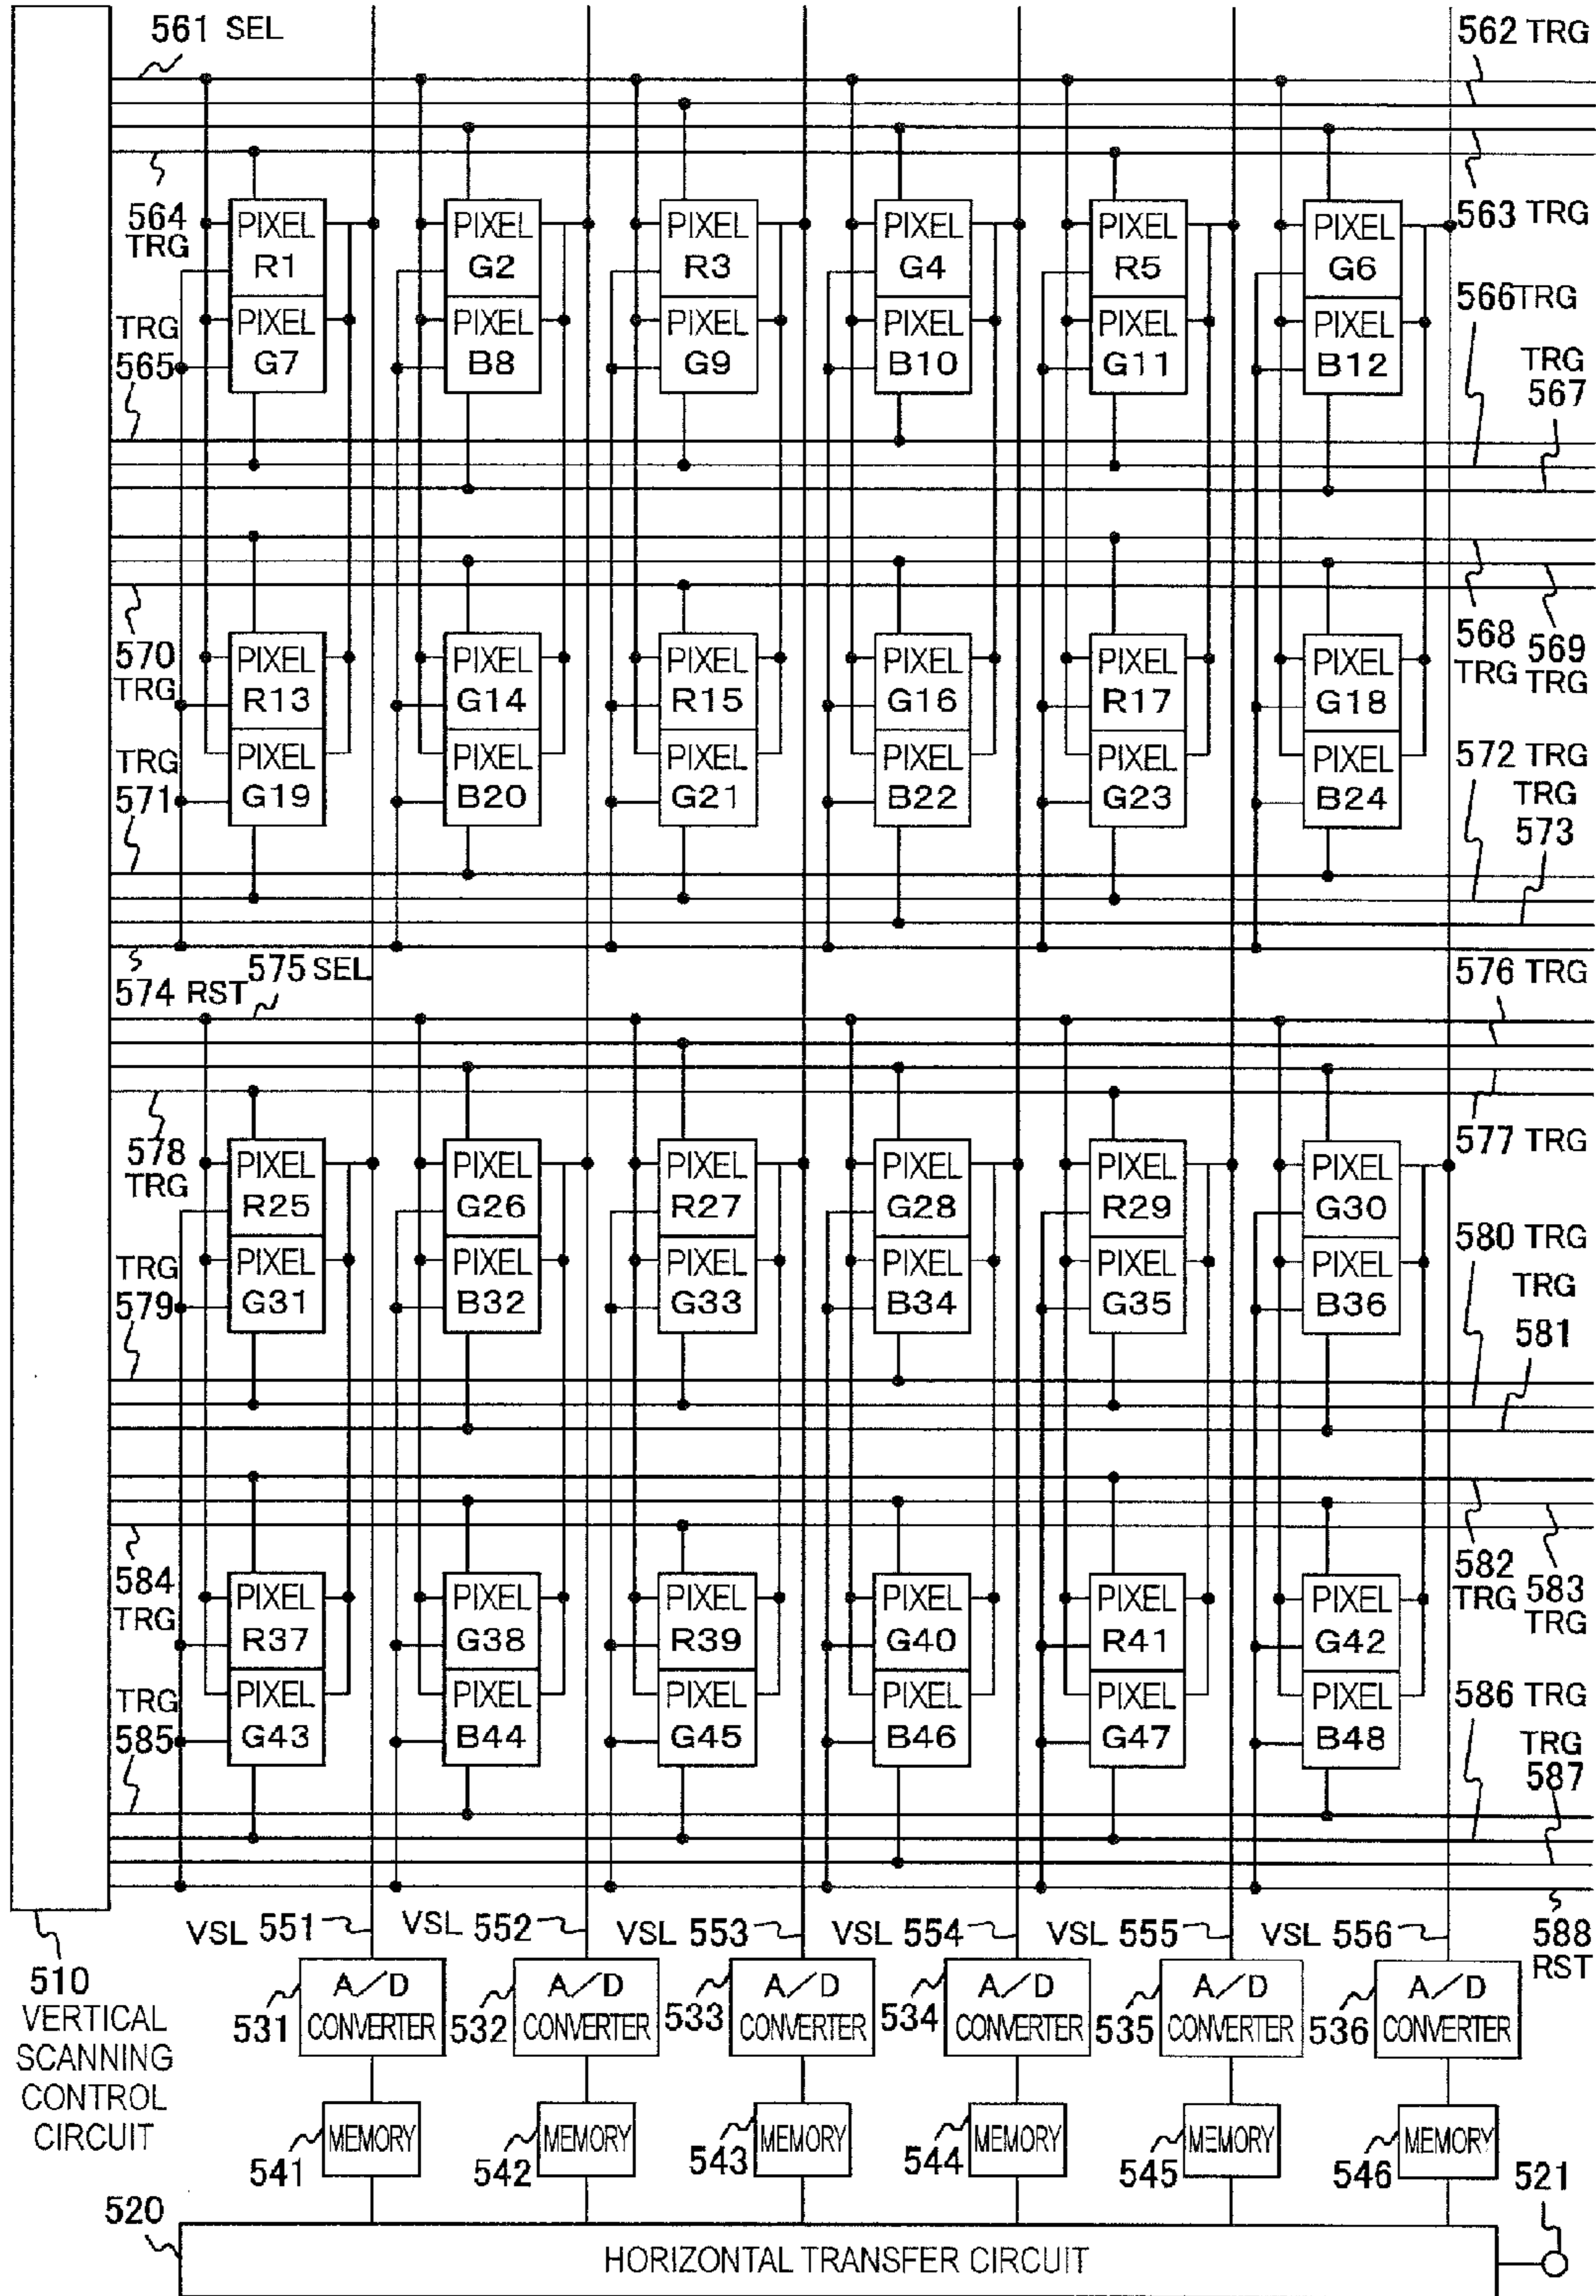 561 SEL
562 TRG
564
TRG
563 TRG
PIXEL R1
PIXEL G2
PIXEL R3
PIXEL G4
PIXEL R5
PIXEL G6
TRG
565
566TRG
TRG
567
PIXEL G7
PIXEL B8
PIXEL G9
PIXEL B10
PIXEL G11
PIXEL B12
570
TRG
568
TRG
569
TRG
PIXEL R13
PIXEL G14
PIXEL R15
PIXEL G16
PIXEL R17
PIXEL G18
TRG
571
572 TRG
TRG
573
PIXEL G19
PIXEL B20
PIXEL G21
PIXEL B22
PIXEL G23
PIXEL B24
574 RST
575 SEL
576 TRG
578
TRG
577 TRG
PIXEL R25
PIXEL G26
PIXEL R27
PIXEL G28
PIXEL R29
PIXEL G30
TRG
579
580 TRG
TRG
581
PIXEL G31
PIXEL B32
PIXEL G33
PIXEL B34
PIXEL G35
PIXEL B36
584
TRG
582
TRG
583
TRG
PIXEL R37
PIXEL G38
PIXEL R39
PIXEL G40
PIXEL R41
PIXEL G42
TRG
585
586 TRG
TRG
587
PIXEL G43
PIXEL B44
PIXEL G45
PIXEL B46
PIXEL G47
PIXEL B48
VSL 551
VSL 552
VSL 553
VSL 554
VSL 555
VSL 556
588
RST
510
VERTICAL
SCANNING
CONTROL
CIRCUIT
531
A/D CONVERTER
532
A/D CONVERTER
533
A/D CONVERTER
534
A/D CONVERTER
535
A/D CONVERTER
536
A/D CONVERTER
541
MEMORY
542
MEMORY
543
MEMORY
544
MEMORY
545
MEMORY
546
MEMORY
520
521
HORIZONTAL TRANSFER CIRCUIT